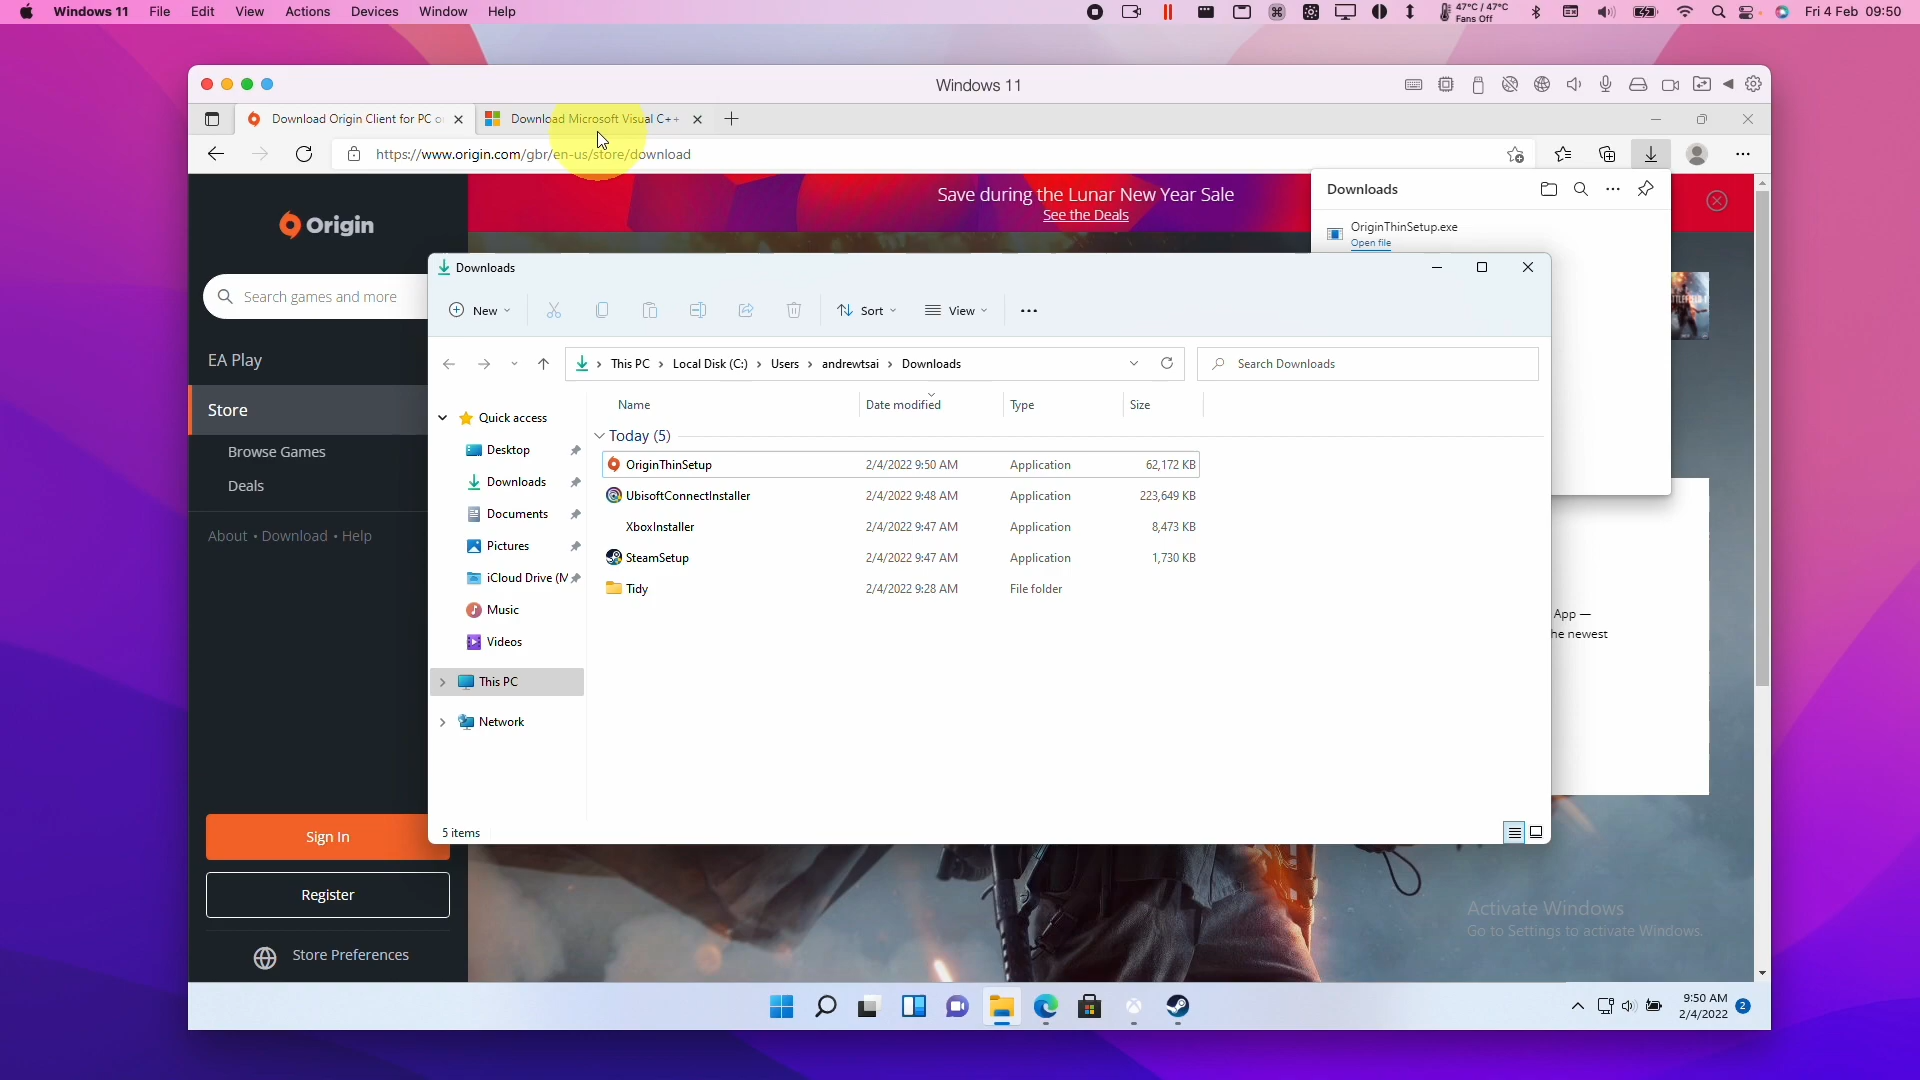 Windows 11 File Edit View Actions Devices Window Help
47°C / 47°C
Fans Off
Fri 4 Feb 09:50
Windows 11
Download Origin Client for PC o
Download Microsoft Visual C++
https://www.origin.com/gbr/en-us/store/download
Save during the Lunar New Year Sale
See the Deals
Downloads
OriginThinSetup.exe
Open file
Origin
Search games and more
EA Play
Store
Browse Games
Deals
About • Download • Help
Sign In
Register
Store Preferences
Downloads
New
Sort
View
This PC > Local Disk (C:) > Users > andrewtsai > Downloads
Search Downloads
Quick access
Desktop
Downloads
Documents
Pictures
iCloud Drive (M
Music
Videos
This PC
Network
Name Date modified Type Size
Today (5)
OriginThinSetup 2/4/2022 9:50 AM Application 62,172 KB
UbisoftConnectInstaller 2/4/2022 9:48 AM Application 223,649 KB
XboxInstaller 2/4/2022 9:47 AM Application 8,473 KB
SteamSetup 2/4/2022 9:47 AM Application 1,730 KB
Tidy 2/4/2022 9:28 AM File folder
5 items
App —
he newest
Activate Windows
Go to Settings to activate Windows.
9:50 AM
2/4/2022
2